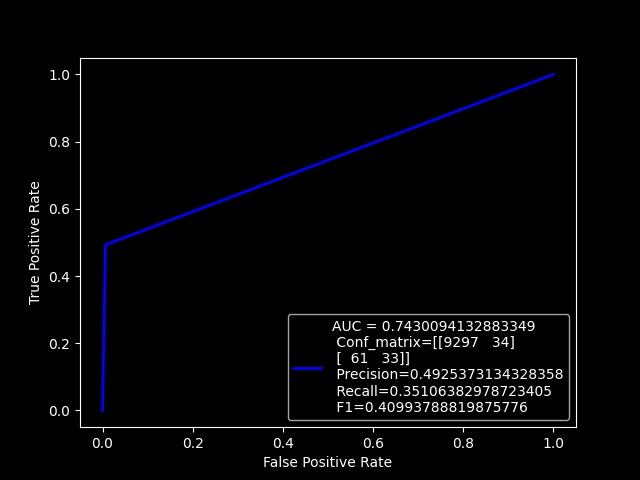 1.0
0.8
0.6
0.4
0.2
0.0
True Positive Rate
AUC = 0.7430094132883349
Conf_matrix=[[9297 34]
[ 61 33]]
Precision=0.4925373134328358
Recall=0.35106382978723405
F1=0.40993788819875776
0.0 0.2 0.4 0.6 0.8 1.0
False Positive Rate